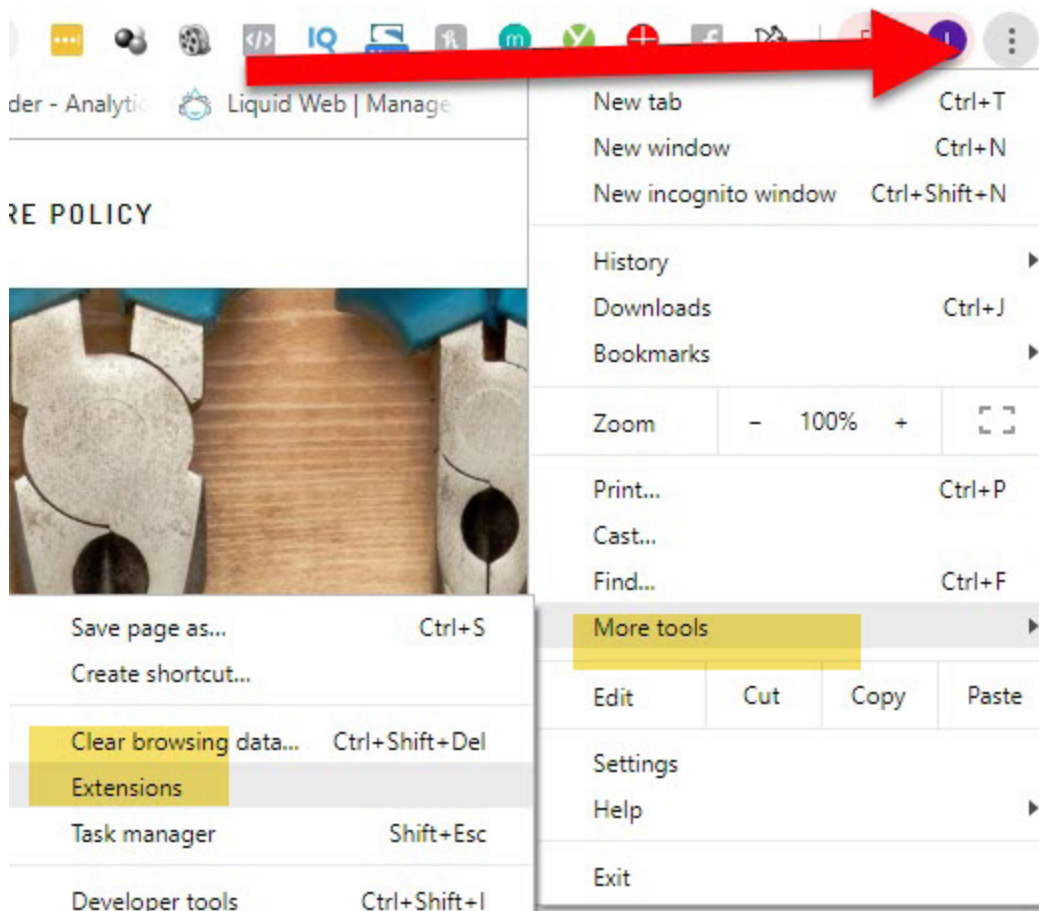 </>
IQ
m
der - Analytic
Liquid Web | Manage
RE POLICY
New tab Ctrl+T
New window Ctrl+N
New incognito window Ctrl+Shift+N
History
Downloads Ctrl+J
Bookmarks
Zoom - 100% +
Print... Ctrl+P
Cast...
Find... Ctrl+F
More tools
Edit Cut Copy Paste
Settings
Help
Exit
Save page as... Ctrl+S
Create shortcut...
Clear browsing data... Ctrl+Shift+Del
Extensions
Task manager Shift+Esc
Developer tools Ctrl+Shift+I